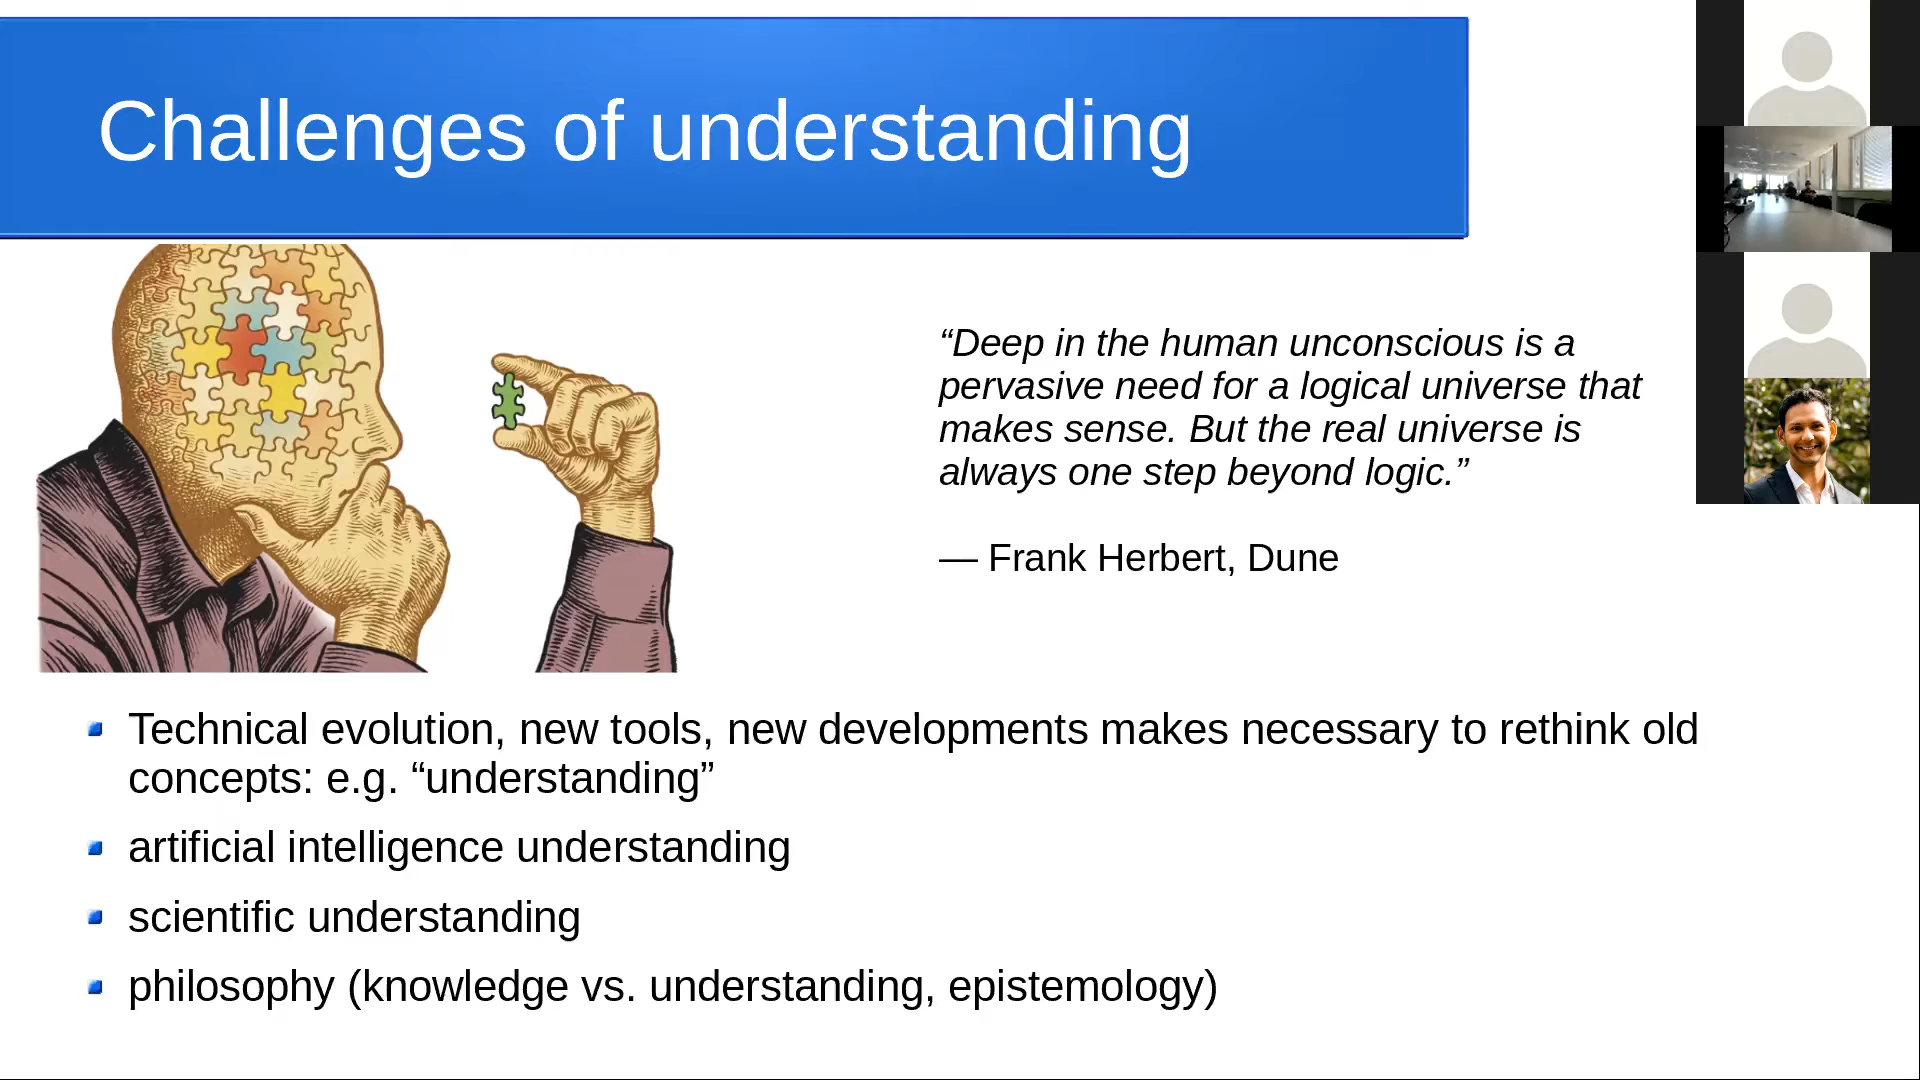 Challenges of understanding
“Deep in the human unconscious is a
pervasive need for a logical universe that
makes sense. But the real universe is
always one step beyond logic.”
— Frank Herbert, Dune
Technical evolution, new tools, new developments makes necessary to rethink old
concepts: e.g. “understanding”
artificial intelligence understanding
scientific understanding
philosophy (knowledge vs. understanding, epistemology)